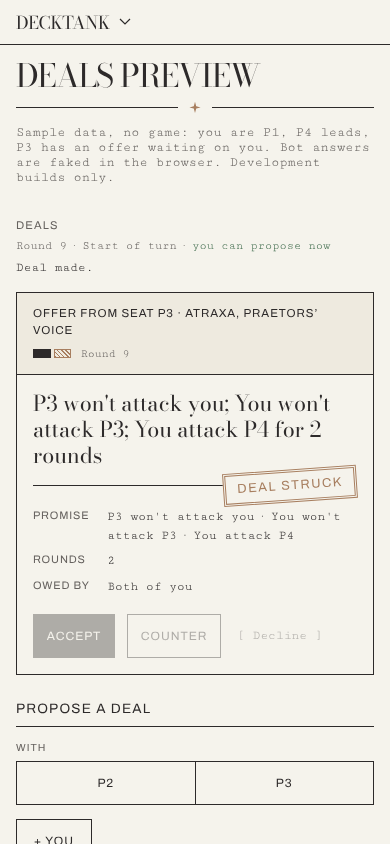 DECKTANK
DEALS PREVIEW
Sample data, no game: you are P1, P4 leads,
P3 has an offer waiting on you. Bot answers
are faked in the browser. Development
builds only.
DEALS
Round 9 · Start of turn · you can propose now
Deal made.
OFFER FROM SEAT P3 · ATRAXA, PRAETORS'
VOICE
Round 9
P3 won't attack you; You won't
attack P3; You attack P4 for 2
rounds
DEAL STRUCK
PROMISE P3 won't attack you · You won't
attack P3 · You attack P4
ROUNDS 2
OWED BY Both of you
ACCEPT COUNTER [ Decline ]
PROPOSE A DEAL
WITH
P2 P3
+ YOU